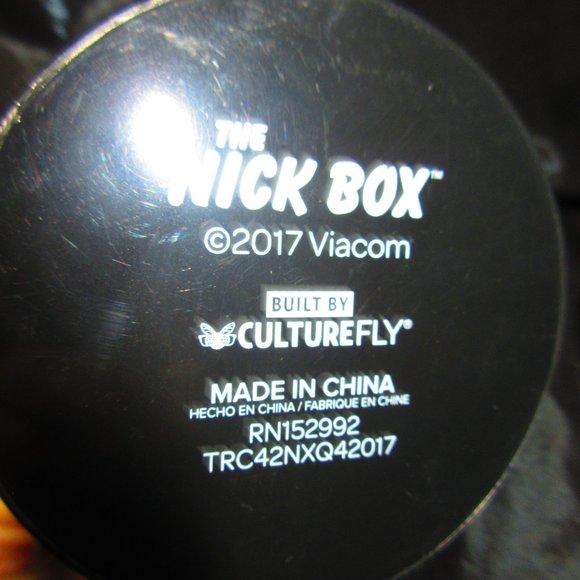 THE
NICK BOX™
©2017 Viacom
BUILT BY
CULTUREFLY®
MADE IN CHINA
HECHO EN CHINA / FABRIQUE EN CHINE
RN152992
TRC42NXQ42017